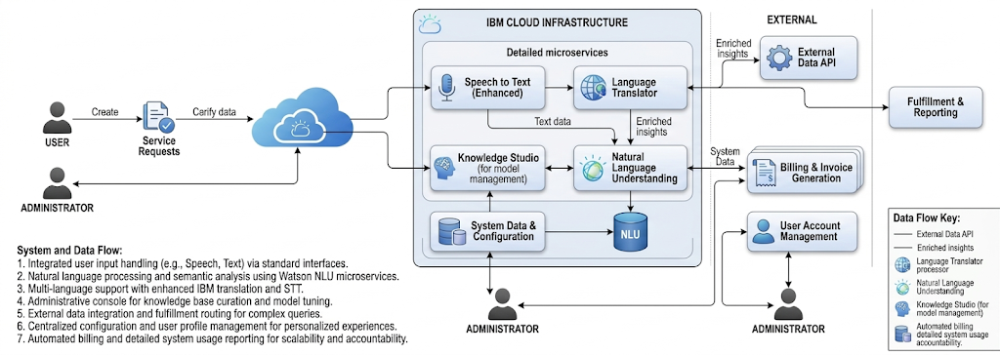 IBM CLOUD INFRASTRUCTURE
EXTERNAL
Detailed microservices
Create
USER
Service
Requests
Carify data
ADMINISTRATOR
Speech to Text
(Enhanced)
Language
Translator
Text data
Enriched
insights
Knowledge Studio
(for model
management)
Natural
Language
Understanding
System Data &
Configuration
NLU
Enriched
insights
External
Data API
Fulfillment &
Reporting
System
Data
Billing & Invoice
Generation
User Account
Management
ADMINISTRATOR
ADMINISTRATOR
System and Data Flow:
1. Integrated user input handling (e.g., Speech, Text) via standard interfaces.
2. Natural language processing and semantic analysis using Watson NLU microservices.
3. Multi-language support with enhanced IBM translation and STT.
4. Administrative console for knowledge base curation and model tuning.
5. External data integration and fulfillment routing for complex queries.
6. Centralized configuration and user profile management for personalized experiences.
7. Automated billing and detailed system usage reporting for scalability and accountability.
Data Flow Key:
External Data API
Enriched insights
Language Translator
processor
Natural Language
Understanding
Knowledge Studio (for
model management)
Automated billing
detailed system usage
accountability.